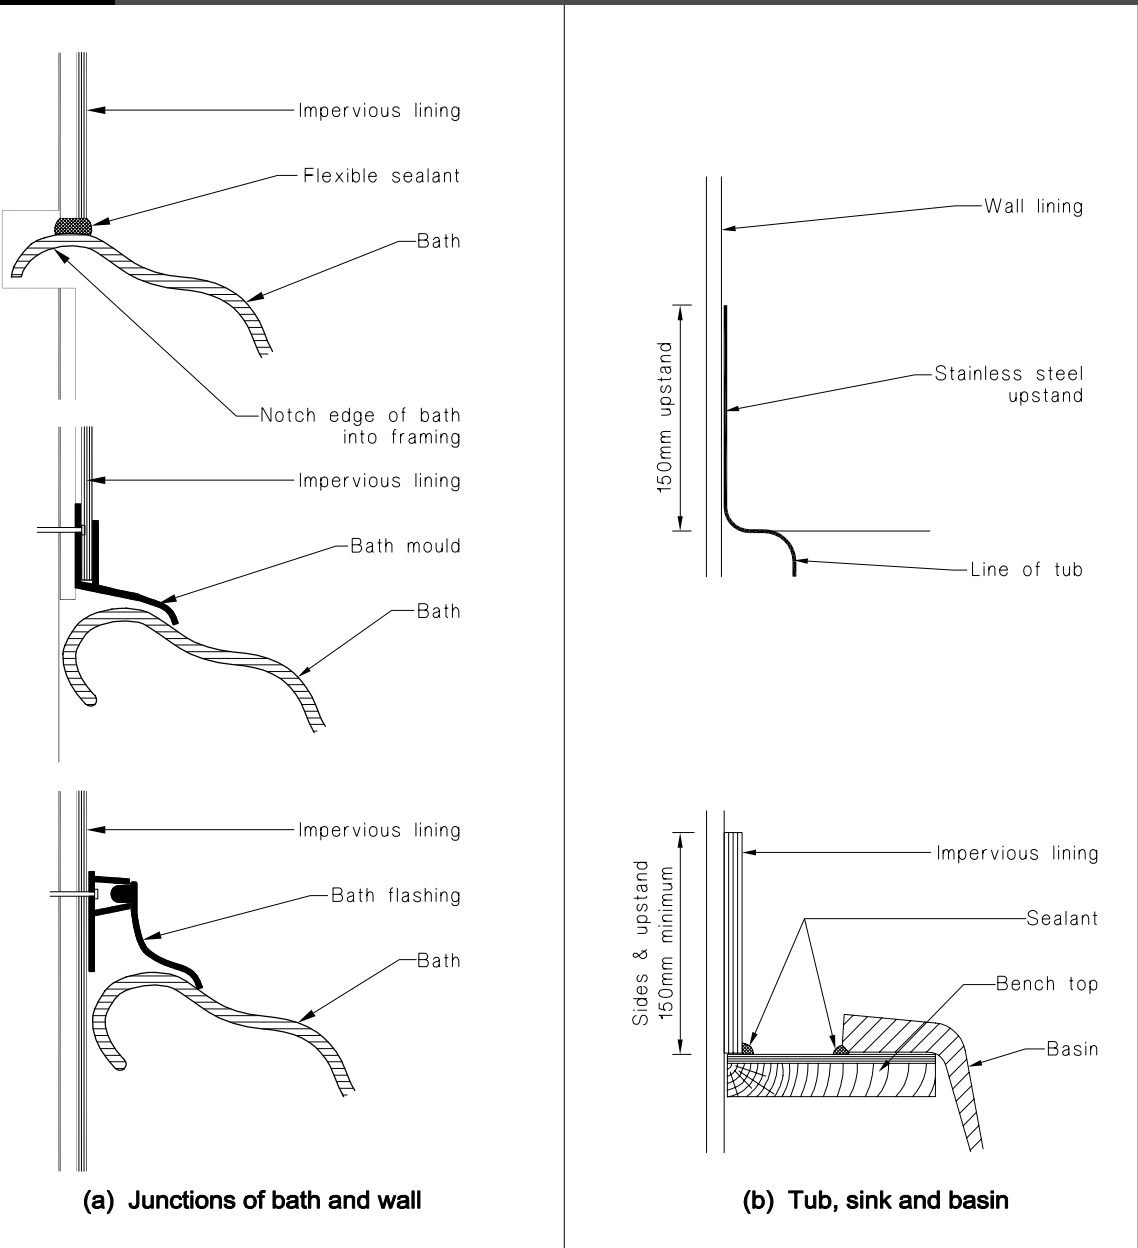 Impervious lining
Flexible sealant
Bath
Notch edge of bath
into framing
Impervious lining
Bath mould
Bath
Impervious lining
Bath flashing
Bath
(a) Junctions of bath and wall
Wall lining
150mm upstand
Stainless steel
upstand
Line of tub
Impervious lining
Sides & upstand
150mm minimum
Sealant
Bench top
Basin
(b) Tub, sink and basin